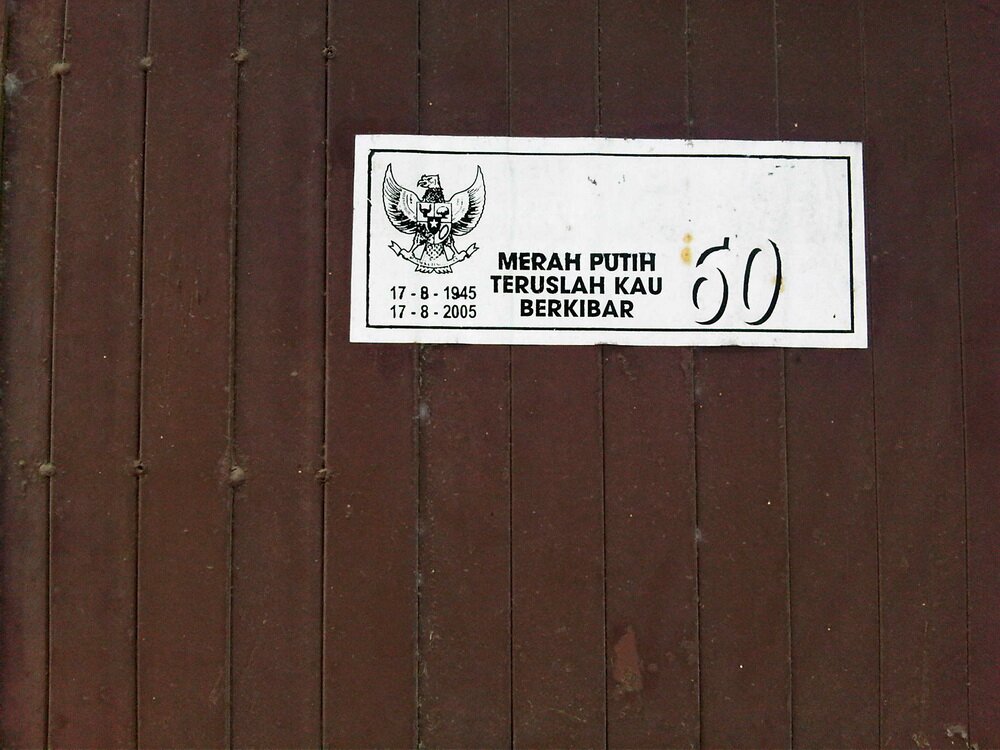 17 - 8 - 1945
17 - 8 - 2005
MERAH PUTIH
TERUSLAH KAU
BERKIBAR
60